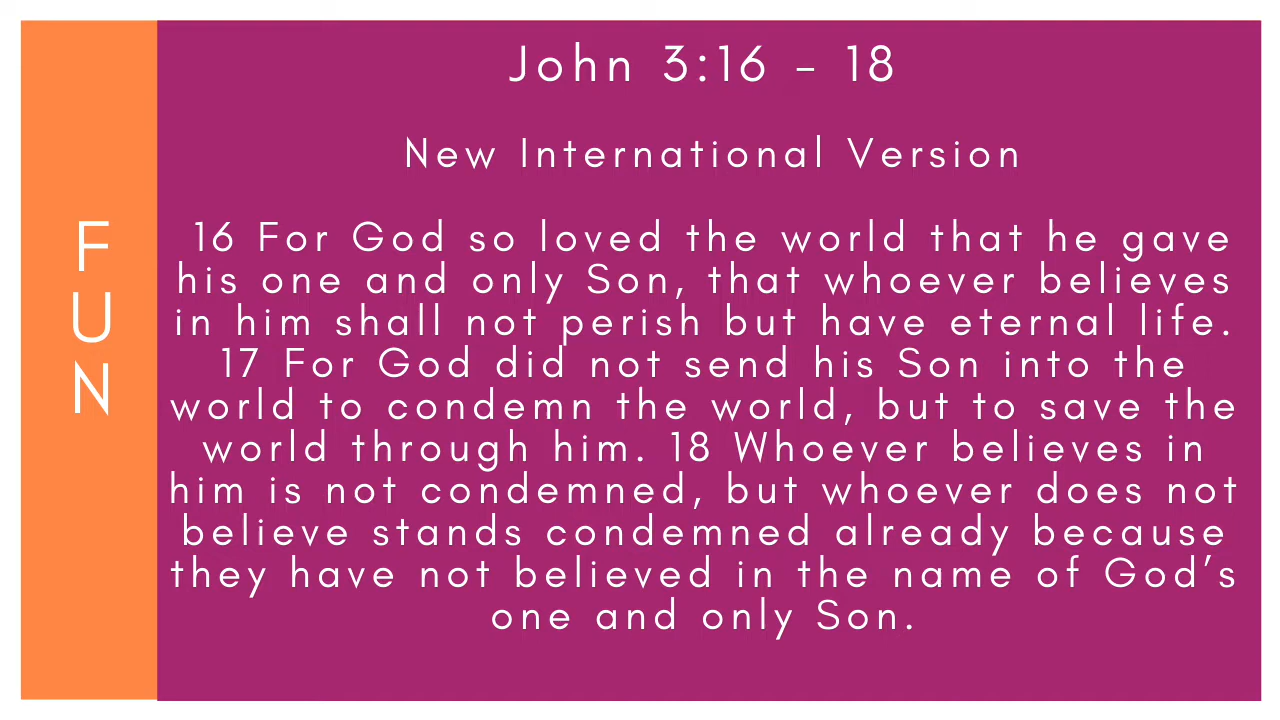 F
U
N
John 3:16 – 18
New International Version
16 For God so loved the world that he gave
his one and only Son, that whoever believes
in him shall not perish but have eternal life.
17 For God did not send his Son into the
world to condemn the world, but to save the
world through him. 18 Whoever believes in
him is not condemned, but whoever does not
believe stands condemned already because
they have not believed in the name of God’s
one and only Son.